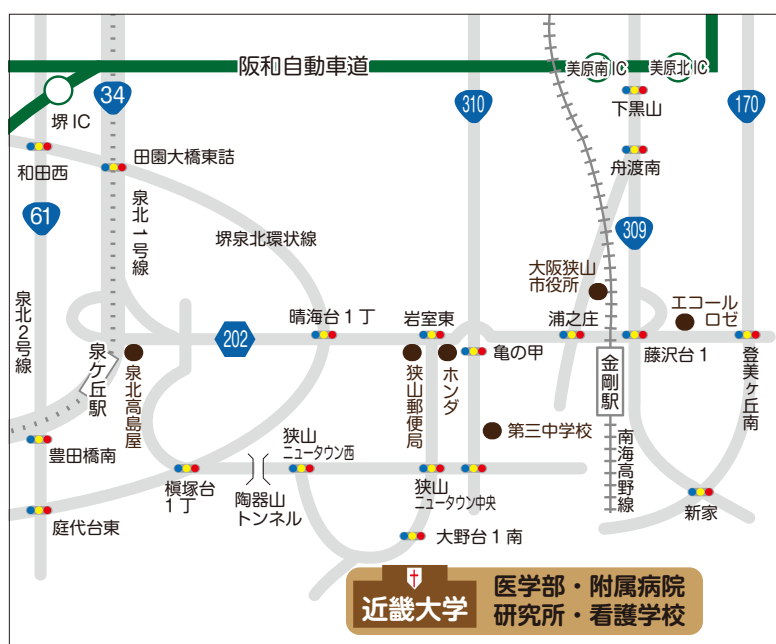 阪和自動車道
美原南IC
美原北IC
34
堺IC
310
下黒山
170
和田西
田園大橋東詰
舟渡南
61
泉北1号線
堺泉北環状線
309
大阪狭山
市役所
エコール
ロゼ
泉北2号線
晴海台1丁
岩室東
浦之庄
202
亀の甲
藤沢台1
登美ヶ丘南
泉ケ丘駅
泉北高島屋
狭山郵便局
ホンダ
金剛駅
第三中学校
豊田橋南
狭山
ニュータウン西
南海高野線
槇塚台
1丁
陶器山
トンネル
狭山
ニュータウン中央
新家
庭代台東
大野台1南
近畿大学
医学部・附属病院
研究所・看護学校